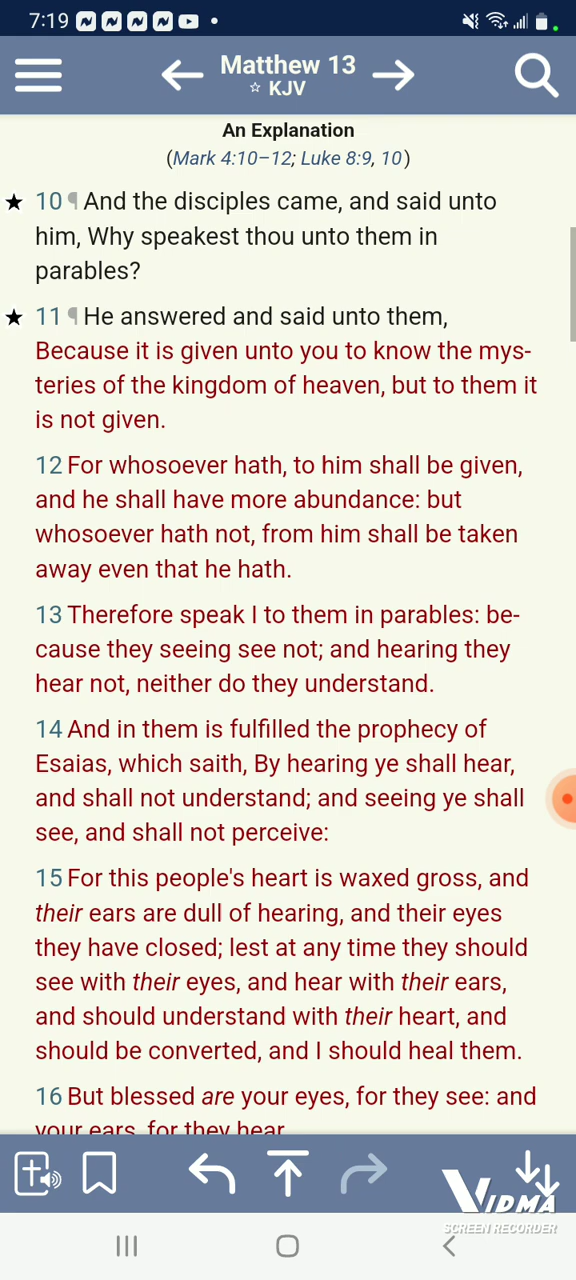 7:19
Matthew 13
☆ KJV
An Explanation
(Mark 4:10–12; Luke 8:9, 10)
★ 10 ¶ And the disciples came, and said unto
him, Why speakest thou unto them in
parables?
★ 11 ¶ He answered and said unto them,
Because it is given unto you to know the mys-
teries of the kingdom of heaven, but to them it
is not given.
12 For whosoever hath, to him shall be given,
and he shall have more abundance: but
whosoever hath not, from him shall be taken
away even that he hath.
13 Therefore speak I to them in parables: be-
cause they seeing see not; and hearing they
hear not, neither do they understand.
14 And in them is fulfilled the prophecy of
Esaias, which saith, By hearing ye shall hear,
and shall not understand; and seeing ye shall
see, and shall not perceive:
15 For this people's heart is waxed gross, and
their ears are dull of hearing, and their eyes
they have closed; lest at any time they should
see with their eyes, and hear with their ears,
and should understand with their heart, and
should be converted, and I should heal them.
16 But blessed are your eyes, for they see: and
your ears, for they hear.
VIDMA
SCREEN RECORDER